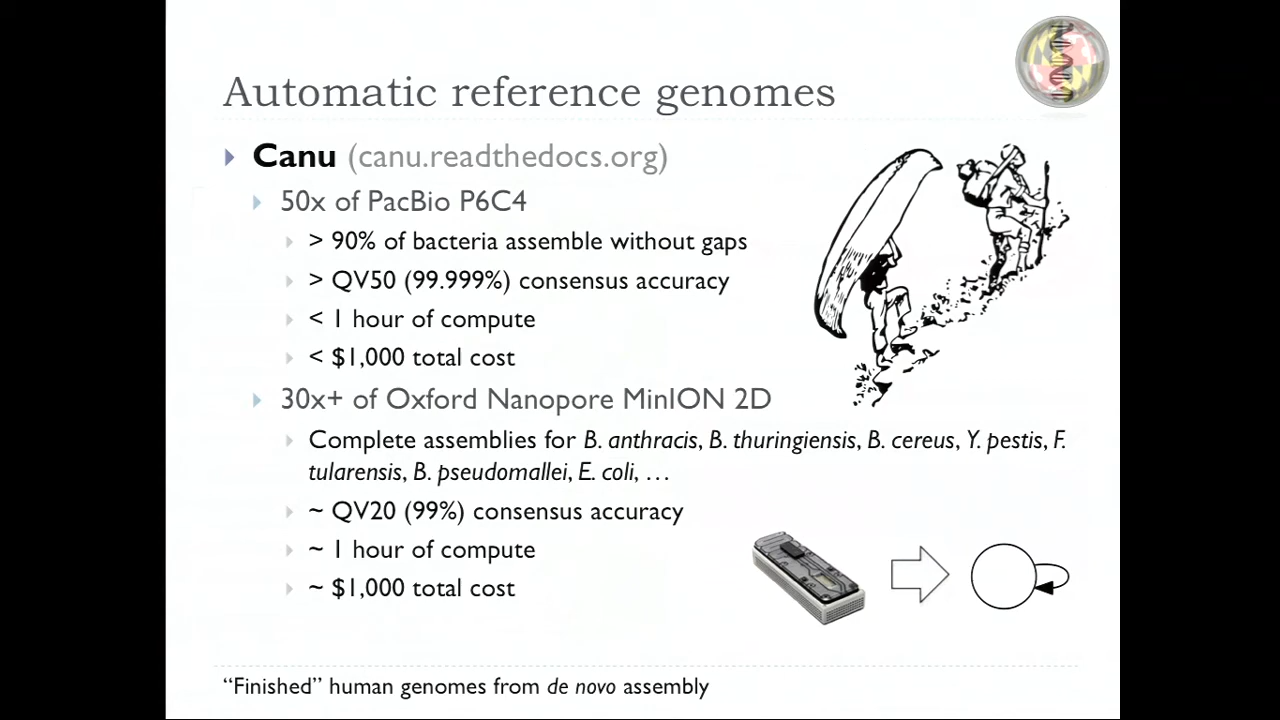 Automatic reference genomes
Canu (canu.readthedocs.org)
50x of PacBio P6C4
> 90% of bacteria assemble without gaps
> QV50 (99.999%) consensus accuracy
< 1 hour of compute
< $1,000 total cost
30x+ of Oxford Nanopore MinION 2D
Complete assemblies for B. anthracis, B. thuringiensis, B. cereus, Y. pestis, F.
tularensis, B. pseudomallei, E. coli, …
~ QV20 (99%) consensus accuracy
~ 1 hour of compute
~ $1,000 total cost
“Finished” human genomes from de novo assembly